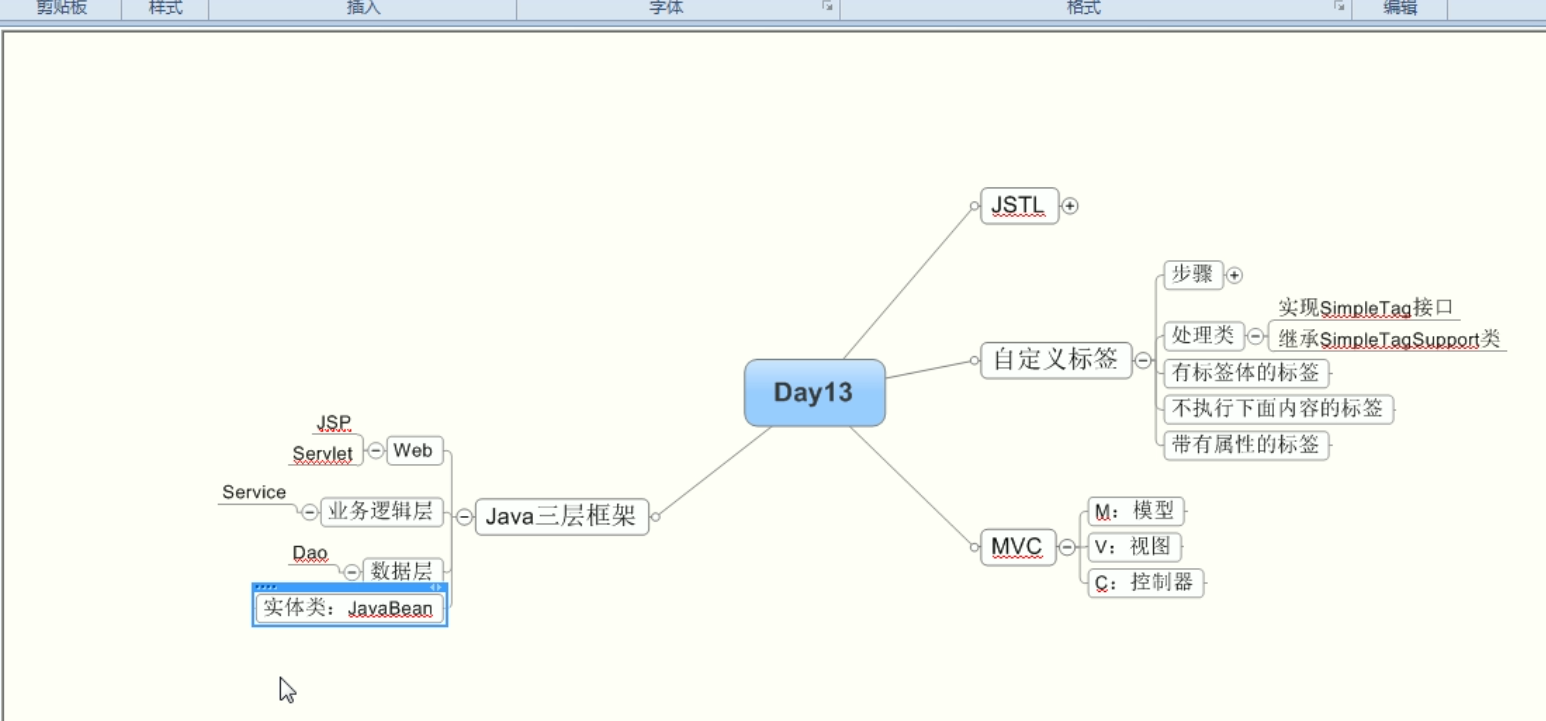 剪贴板
样式
插入
字体
格式
编辑
Day13
JSTL
自定义标签
步骤
处理类
实现SimpleTag接口
继承SimpleTagSupport类
有标签体的标签
不执行下面内容的标签
带有属性的标签
MVC
M：模型
V：视图
C：控制器
Java三层框架
Web
JSP
Servlet
业务逻辑层
Service
数据层
Dao
实体类：JavaBean